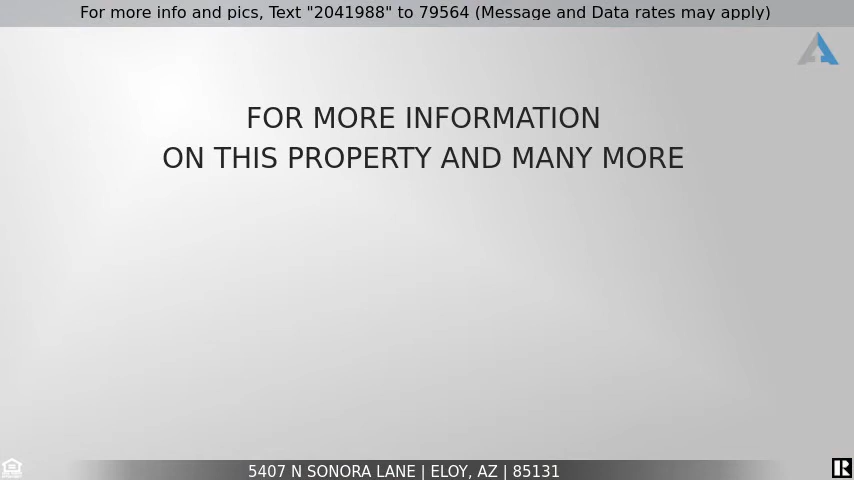 For more info and pics, Text "2041988" to 79564 (Message and Data rates may apply)
FOR MORE INFORMATION
ON THIS PROPERTY AND MANY MORE
5407 N SONORA LANE | ELOY, AZ | 85131